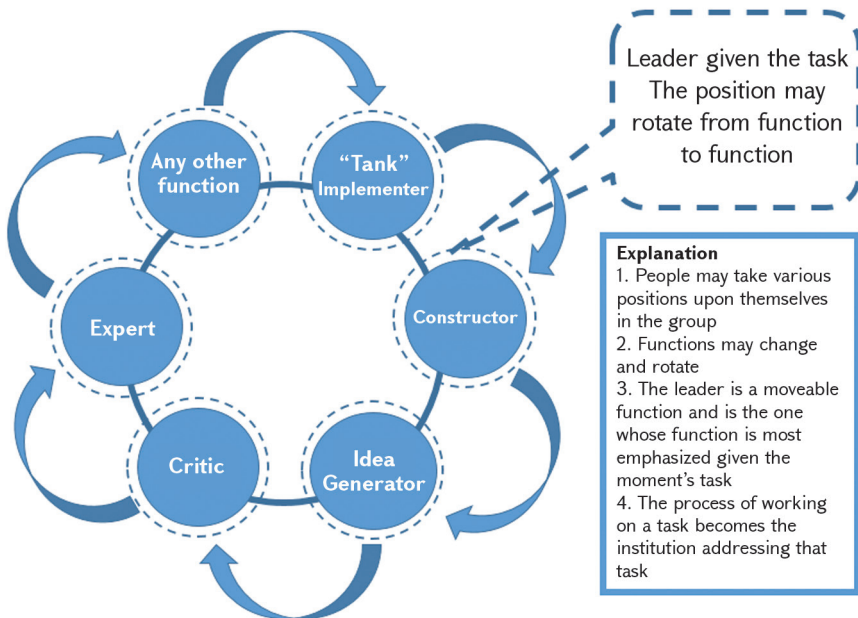 Any other
function
“Tank”
Implementer
Constructor
Idea
Generator
Critic
Expert
Leader given the task
The position may
rotate from function
to function
Explanation
1. People may take various
positions upon themselves
in the group
2. Functions may change
and rotate
3. The leader is a moveable
function and is the one
whose function is most
emphasized given the
moment’s task
4. The process of working
on a task becomes the
institution addressing that
task